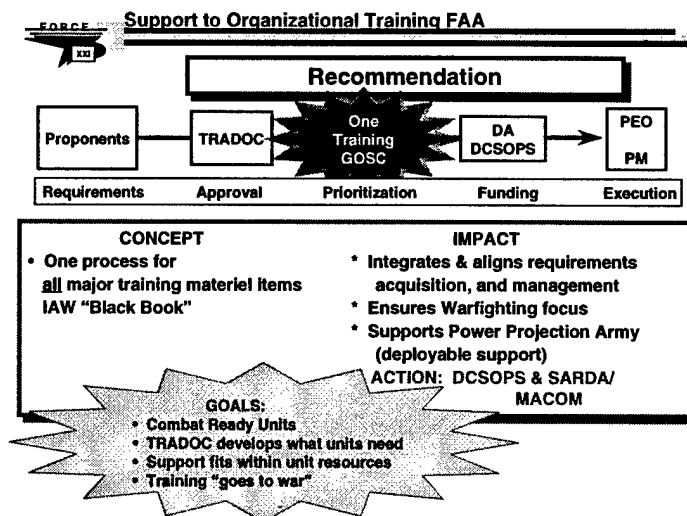 FORCE
XXI
Support to Organizational Training FAA
Recommendation
Proponents
TRADOC
One
Training
GOSC
DA
DCSOPS
PEO
PM
Requirements Approval Prioritization Funding Execution
CONCEPT
• One process for
all major training materiel items
IAW "Black Book"
IMPACT
* Integrates & aligns requirements
acquisition, and management
* Ensures Warfighting focus
* Supports Power Projection Army
(deployable support)
ACTION: DCSOPS & SARDA/
MACOM
GOALS:
• Combat Ready Units
• TRADOC develops what units need
• Support fits within unit resources
• Training "goes to war"